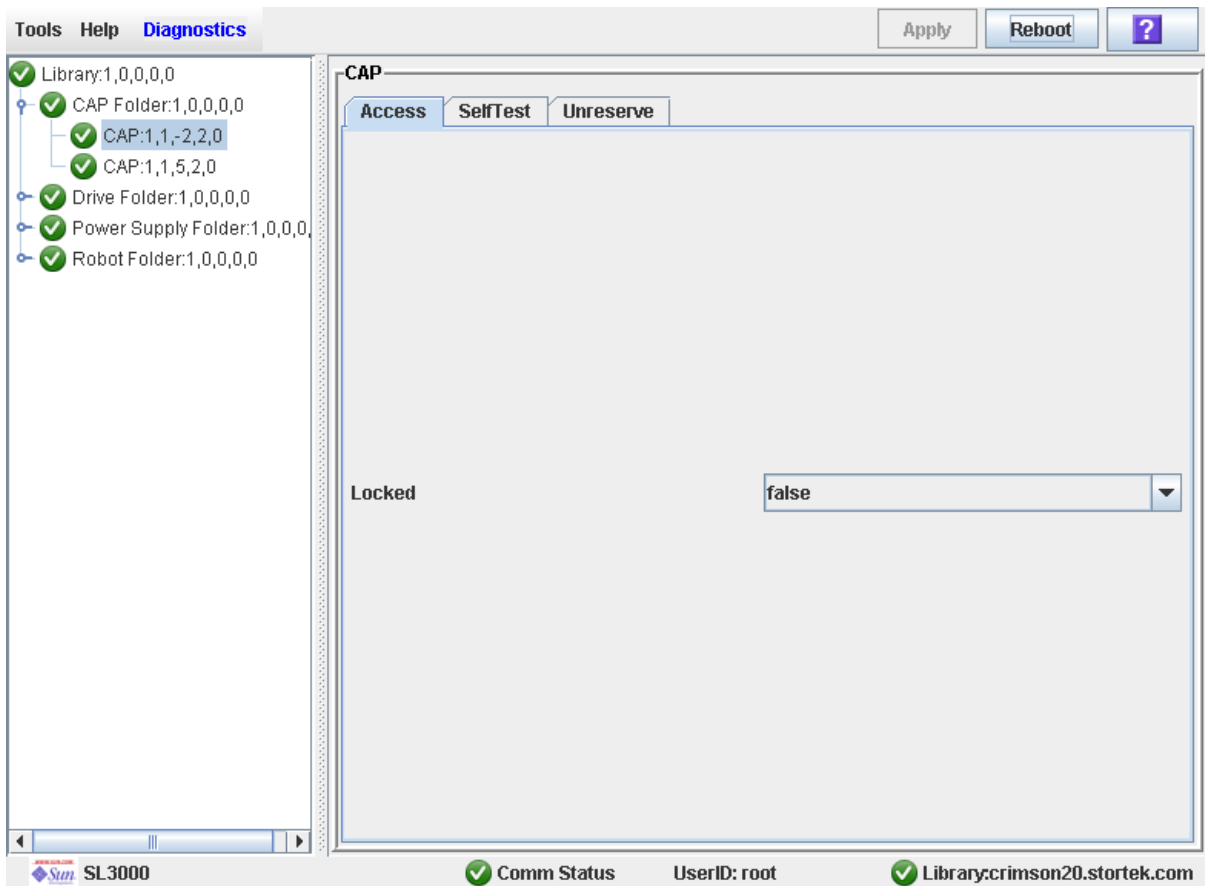 Tools Help Diagnostics
Apply Reboot ?
Library:1,0,0,0,0
CAP Folder:1,0,0,0,0
CAP:1,1,-2,2,0
CAP:1,1,5,2,0
Drive Folder:1,0,0,0,0
Power Supply Folder:1,0,0,0,
Robot Folder:1,0,0,0,0
CAP
Access SelfTest Unreserve
Locked false
Sun SL3000 Comm Status UserID: root Library:crimson20.stortek.com